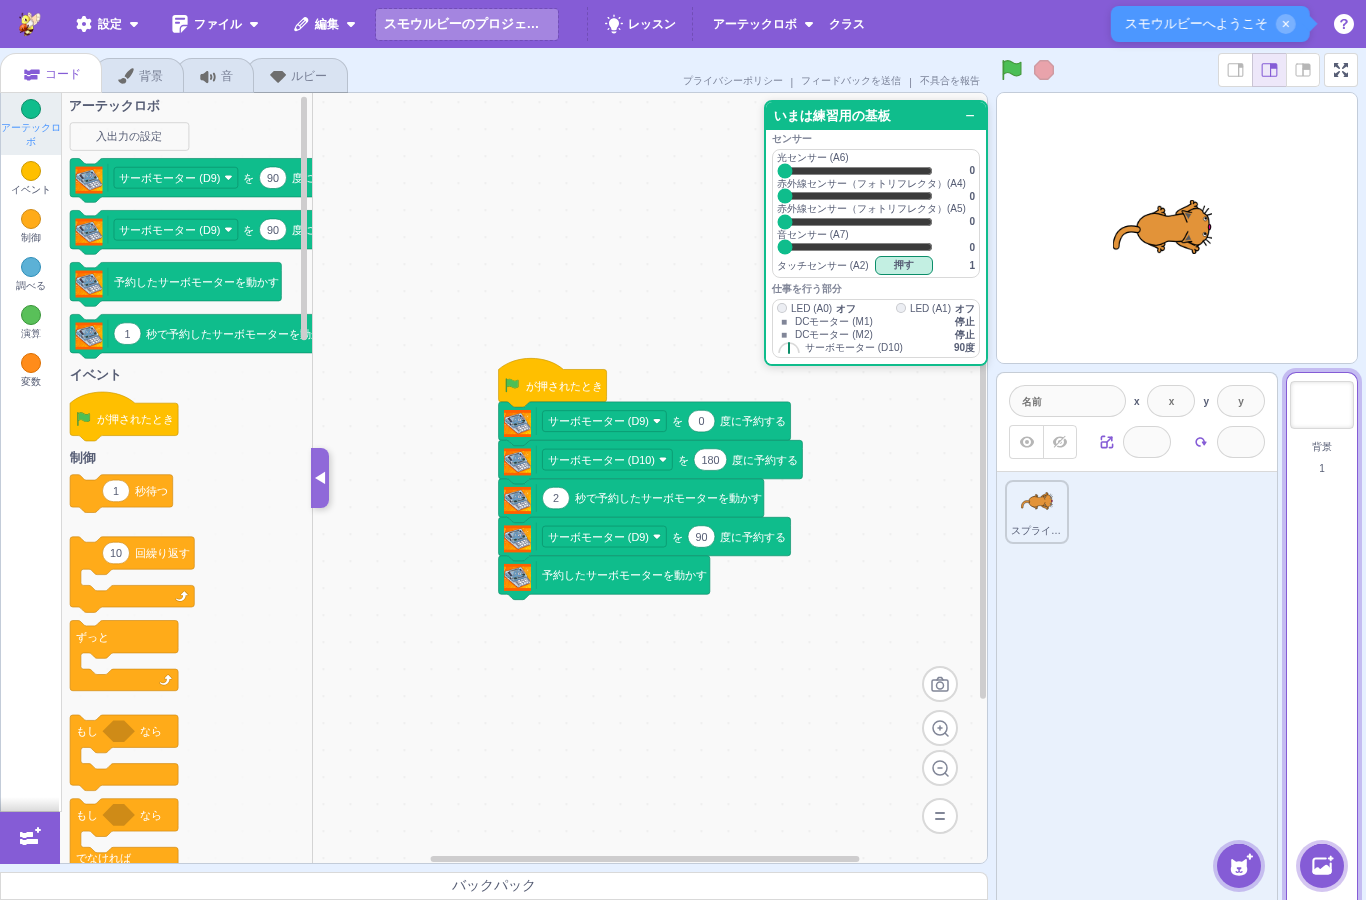 設定
ファイル
編集
スモウルビーのプロジェ…
レッスン
アーテックロボ
クラス
スモウルビーへようこそ
コード
背景
音
ルビー
プライバシーポリシー | フィードバックを送信 | 不具合を報告
アーテックロボ
イベント
制御
調べる
演算
変数
アーテックロボ
入出力の設定
サーボモーター (D9) を 90 度に
サーボモーター (D9) を 90 度に
予約したサーボモーターを動かす
1 秒で予約したサーボモーターを動
イベント
が押されたとき
制御
1 秒待つ
10 回繰り返す
ずっと
もし なら
もし なら
でなければ
が押されたとき
サーボモーター (D9) を 0 度に予約する
サーボモーター (D10) を 180 度に予約する
2 秒で予約したサーボモーターを動かす
サーボモーター (D9) を 90 度に予約する
予約したサーボモーターを動かす
いまは練習用の基板
センサー
光センサー (A6)
0
赤外線センサー（フォトリフレクタ）(A4)
0
赤外線センサー（フォトリフレクタ）(A5)
0
音センサー (A7)
0
タッチセンサー (A2) 押す 1
仕事を行う部分
LED (A0) オフ LED (A1) オフ
DCモーター (M1) 停止
DCモーター (M2) 停止
サーボモーター (D10) 90度
名前 x x y y
スプライ…
背景
1
バックパック